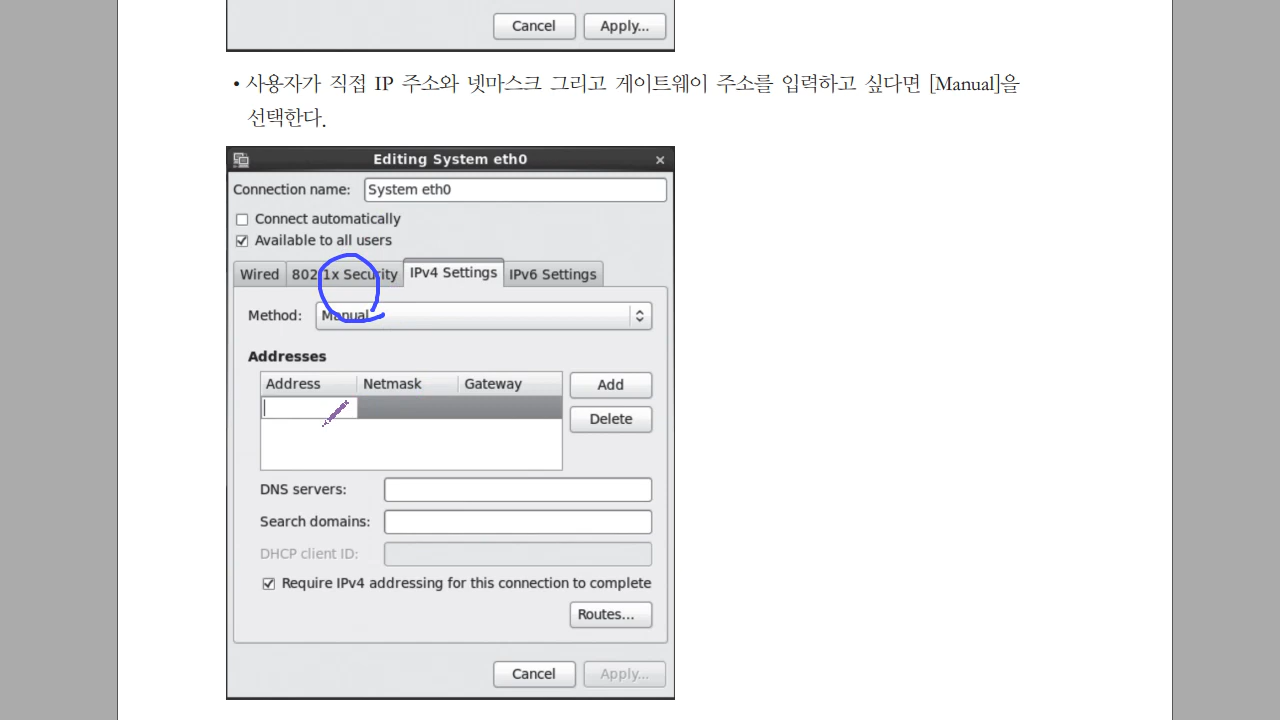 Cancel Apply...
• 사용자가 직접 IP 주소와 넷마스크 그리고 게이트웨이 주소를 입력하고 싶다면 [Manual]을
선택한다.
Editing System eth0
Connection name: System eth0
Connect automatically
Available to all users
Wired 802.1x Security IPv4 Settings IPv6 Settings
Method: Manual
Addresses
Address Netmask Gateway Add
Delete
DNS servers:
Search domains:
DHCP client ID:
Require IPv4 addressing for this connection to complete
Routes...
Cancel Apply...